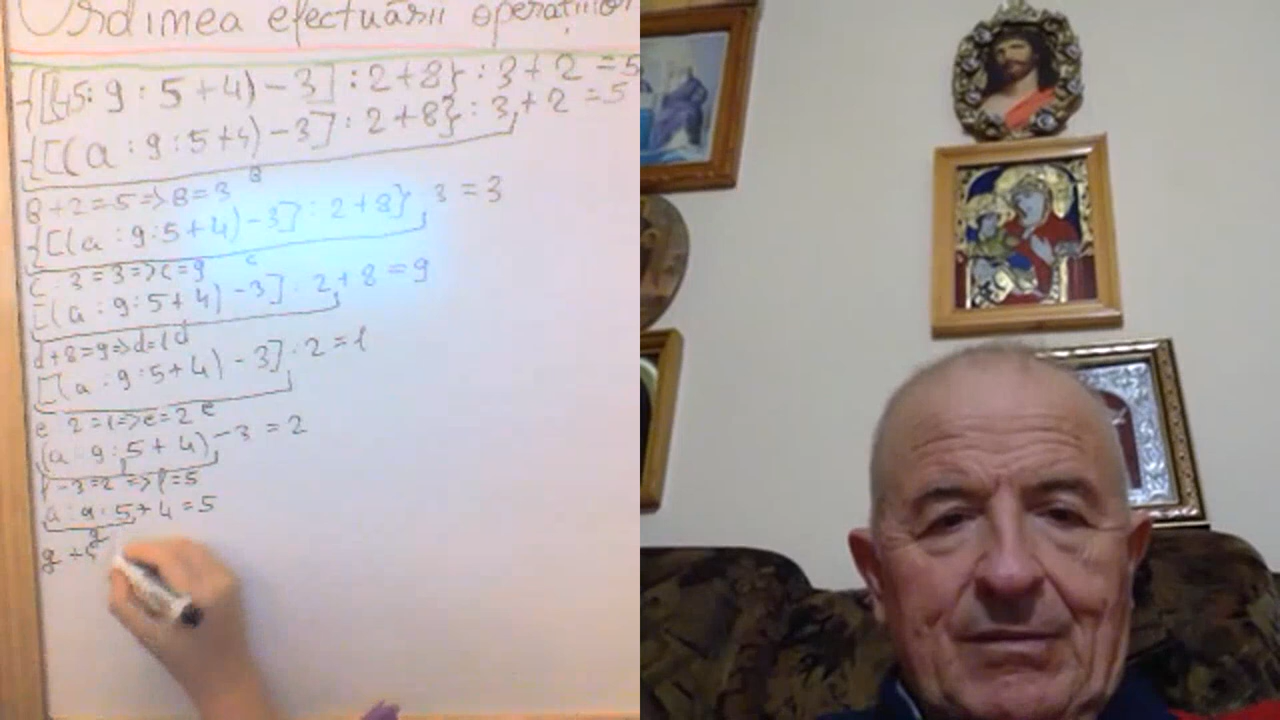 Ordinea efectuării operațiilor
{[(45:9:5+4)-3]:2+8}:3+2=5
{[(a:9:5+4)-3]:2+8}:3+2=5
B
B+2=5=>B=3
{[(a:9:5+4)-3]:2+8} 3=3
c
c:3=3=>c=9
[(a:9:5+4)-3]:2+8=9
d
d+8=9=>d=1
[(a:9:5+4)-3]:2=1
e
e 2=1=>e=2
(a:9:5+4)-3=2
f
f-3=2=>f=5
a:9:5+4=5
g
g+4